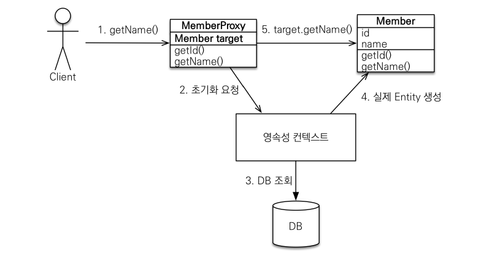 1. getName()
MemberProxy
Member target
getId()
getName()
5. target.getName()
Member
id
name
getId()
getName()
Client
2. 초기화 요청
4. 실제 Entity 생성
영속성 컨텍스트
3. DB 조회
DB